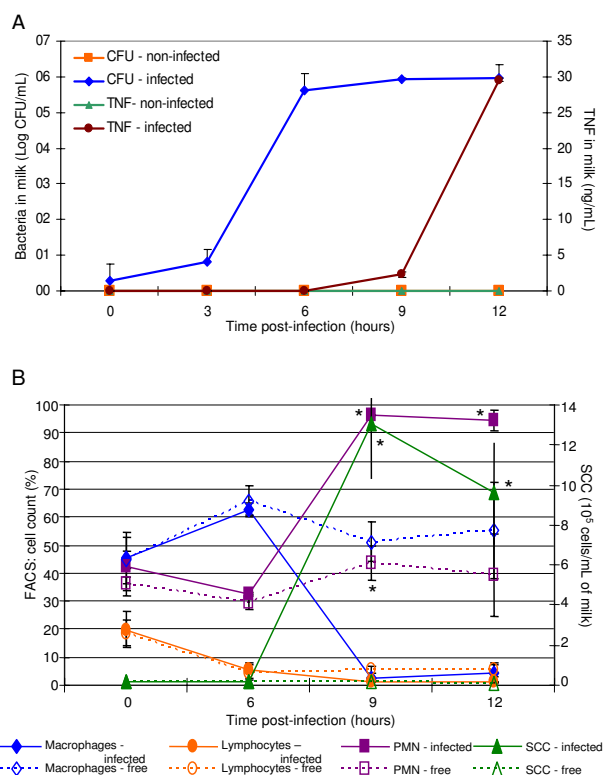 A
07
06
05
04
03
02
01
00
Bacteria in milk (Log CFU/mL)
CFU - non-infected
CFU - infected
TNF- non-infected
TNF - infected
35
30
25
20
15
10
5
0
TNF in milk (ng/mL)
0 3 6 9 12
Time post-infection (hours)
B
100
90
80
70
60
50
40
30
20
10
0
FACS: cell count (%)
* *
*
*
*
14
12
10
8
6
4
2
0
SCC (10⁵ cells/mL of milk)
0 6 9 12
Time post-infection (hours)
Macrophages - infected Lymphocytes – infected PMN - infected SCC - infected
Macrophages - free Lymphocytes - free PMN - free SCC - free